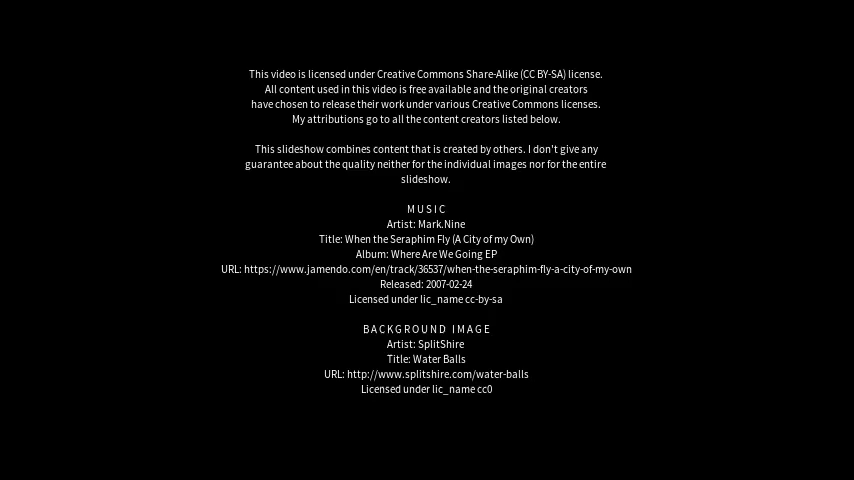 This video is licensed under Creative Commons Share-Alike (CC BY-SA) license.
All content used in this video is free available and the original creators
have chosen to release their work under various Creative Commons licenses.
My attributions go to all the content creators listed below.
This slideshow combines content that is created by others. I don't give any
guarantee about the quality neither for the individual images nor for the entire
slideshow.
MUSIC
Artist: Mark.Nine
Title: When the Seraphim Fly (A City of my Own)
Album: Where Are We Going EP
URL: https://www.jamendo.com/en/track/36537/when-the-seraphim-fly-a-city-of-my-own
Released: 2007-02-24
Licensed under lic_name cc-by-sa
BACKGROUND IMAGE
Artist: SplitShire
Title: Water Balls
URL: http://www.splitshire.com/water-balls
Licensed under lic_name cc0